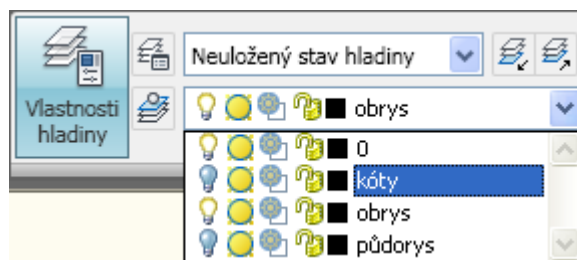 Neuložený stav hladiny
Vlastnosti
hladiny
obrys
0
kóty
obrys
půdorys